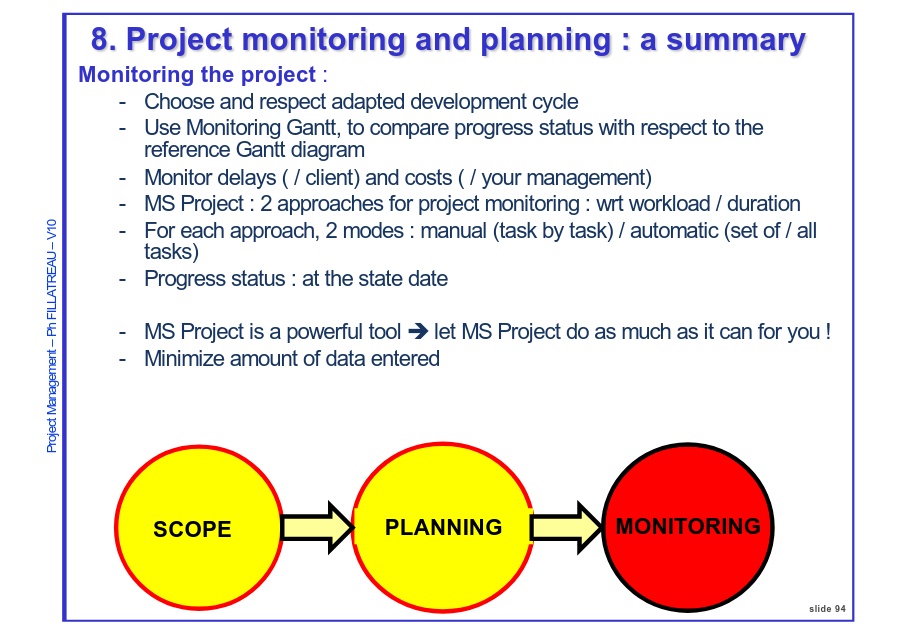 8. Project monitoring and planning : a summary
Monitoring the project :
- Choose and respect adapted development cycle
- Use Monitoring Gantt, to compare progress status with respect to the
reference Gantt diagram
- Monitor delays ( / client) and costs ( / your management)
- MS Project : 2 approaches for project monitoring : wrt workload / duration
- For each approach, 2 modes : manual (task by task) / automatic (set of / all
tasks)
- Progress status : at the state date
- MS Project is a powerful tool ➔ let MS Project do as much as it can for you !
- Minimize amount of data entered
Project Management – Ph FILLATREAU – V10
SCOPE
PLANNING
MONITORING
slide 94